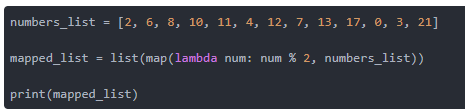 numbers_list = [2, 6, 8, 10, 11, 4, 12, 7, 13, 17, 0, 3, 21]
mapped_list = list(map(lambda num: num % 2, numbers_list))
print(mapped_list)